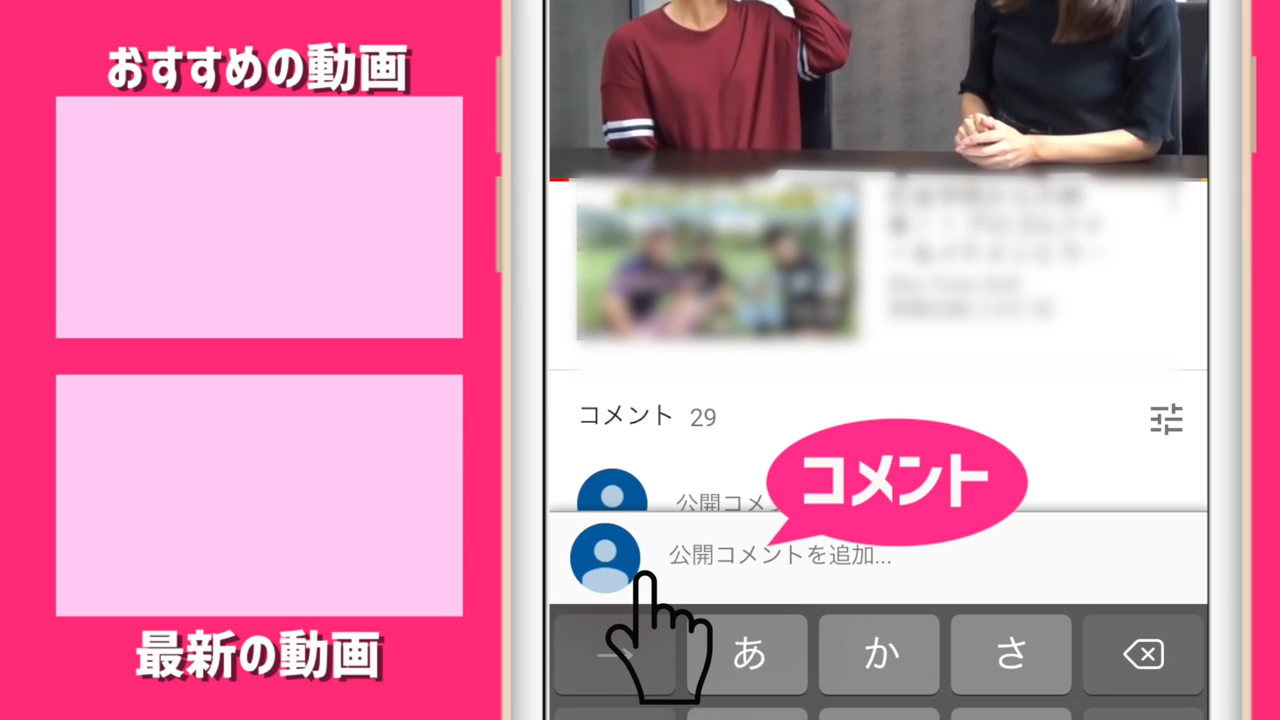 おすすめの動画
最新の動画
コメント 29
コメント
公開コメ
公開コメントを追加...
あ
か
さ